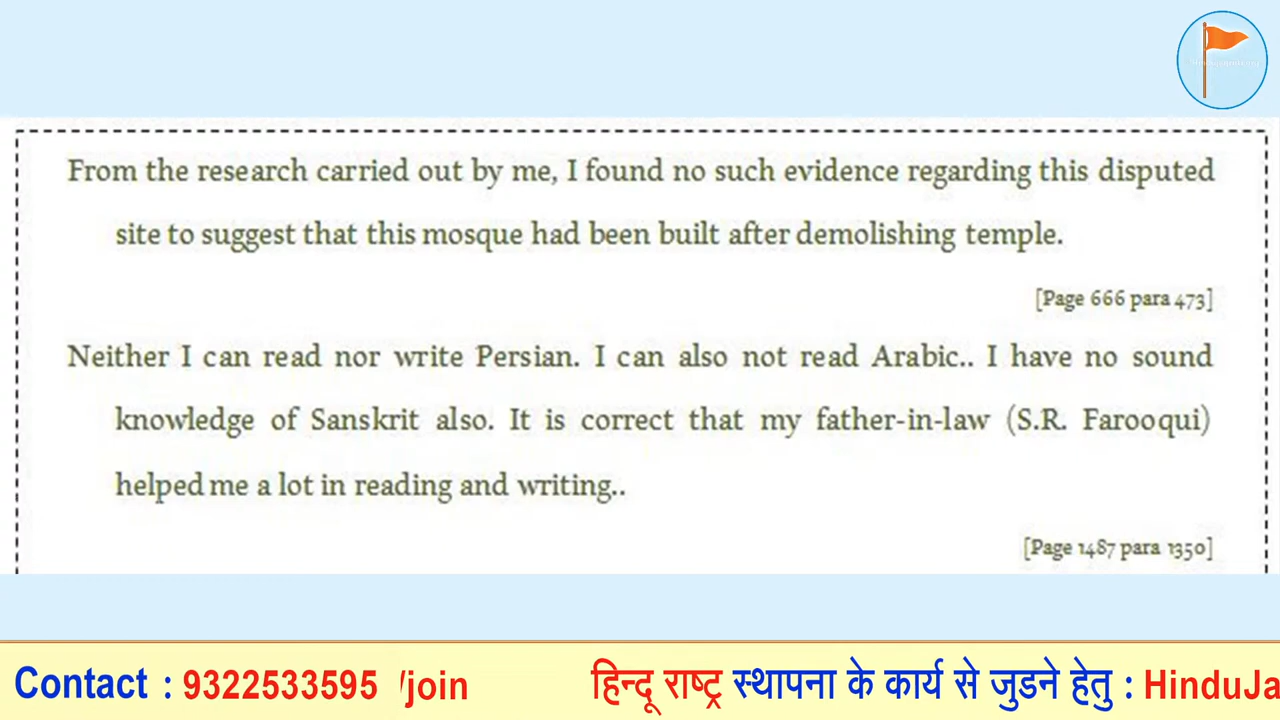 From the research carried out by me, I found no such evidence regarding this disputed
site to suggest that this mosque had been built after demolishing temple.
[Page 666 para 473]
Neither I can read nor write Persian. I can also not read Arabic.. I have no sound
knowledge of Sanskrit also. It is correct that my father-in-law (S.R. Farooqui)
helped me a lot in reading and writing..
[Page 1487 para 1350]
Contact : 9322533595 /join हिन्दू राष्ट्र स्थापना के कार्य से जुडने हेतु : HinduJa